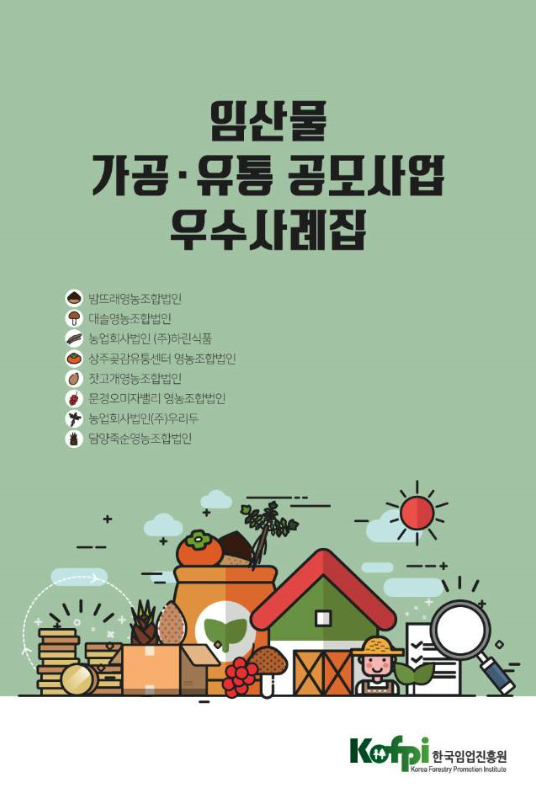 임산물
가공·유통 공모사업
우수사례집
밤뜨래영농조합법인
대솔영농조합법인
농업회사법인 (주)하린식품
상주곶감유통센터 영농조합법인
잣고개영농조합법인
문경오미자밸리 영농조합법인
농업회사법인(주)우리두
담양죽순영농조합법인
Kofpi 한국임업진흥원
Korea Forestry Promotion Institute